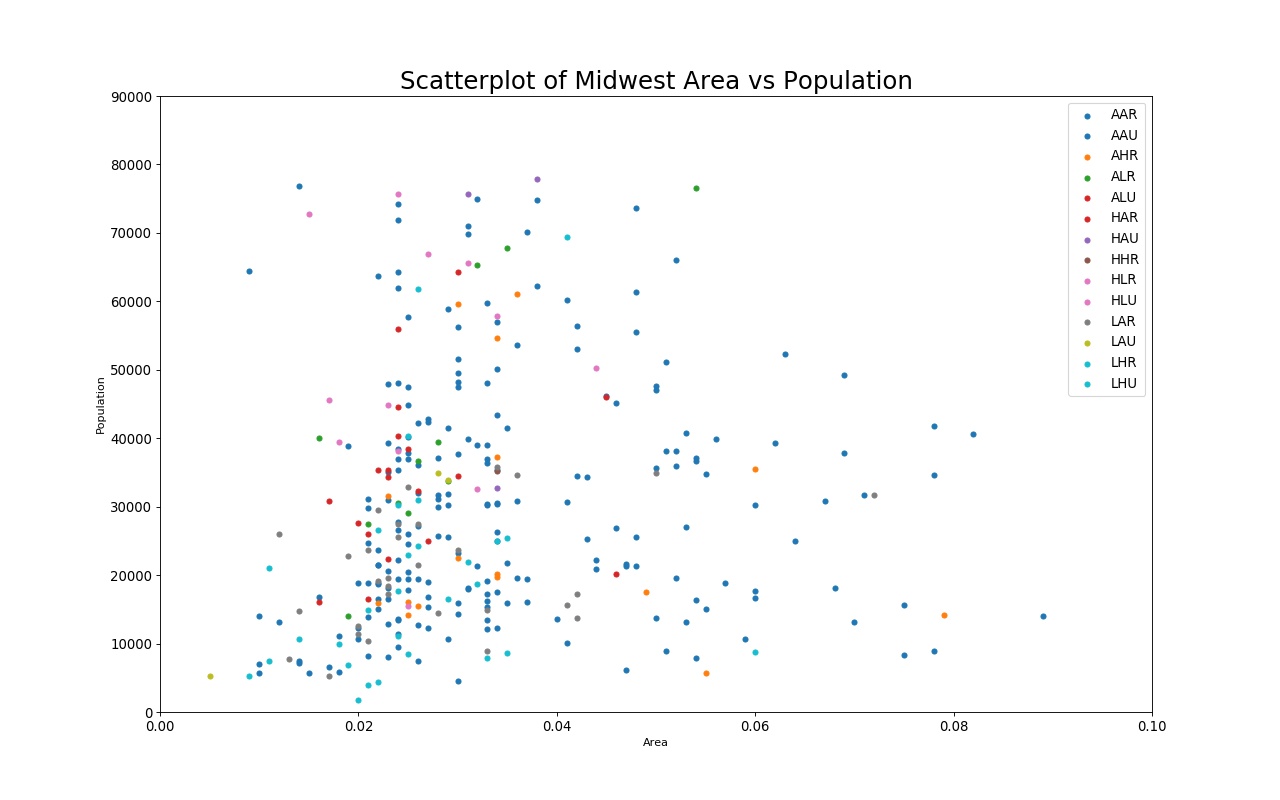 Scatterplot of Midwest Area vs Population
90000
80000
70000
60000
50000
40000
30000
20000
10000
0
Population
0.00
0.02
0.04
0.06
0.08
0.10
Area
AAR
AAU
AHR
ALR
ALU
HAR
HAU
HHR
HLR
HLU
LAR
LAU
LHR
LHU